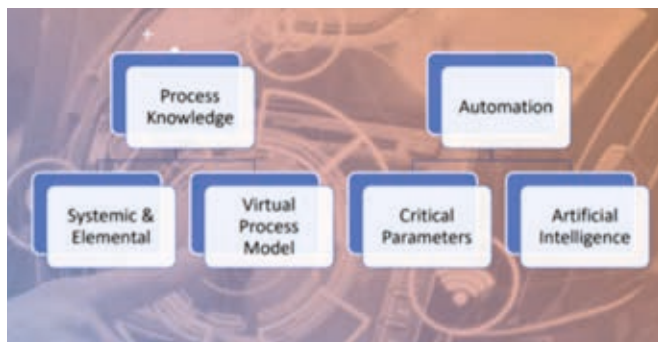 Process
Knowledge
Automation
Systemic &
Elemental
Virtual
Process
Model
Critical
Parameters
Artificial
Intelligence